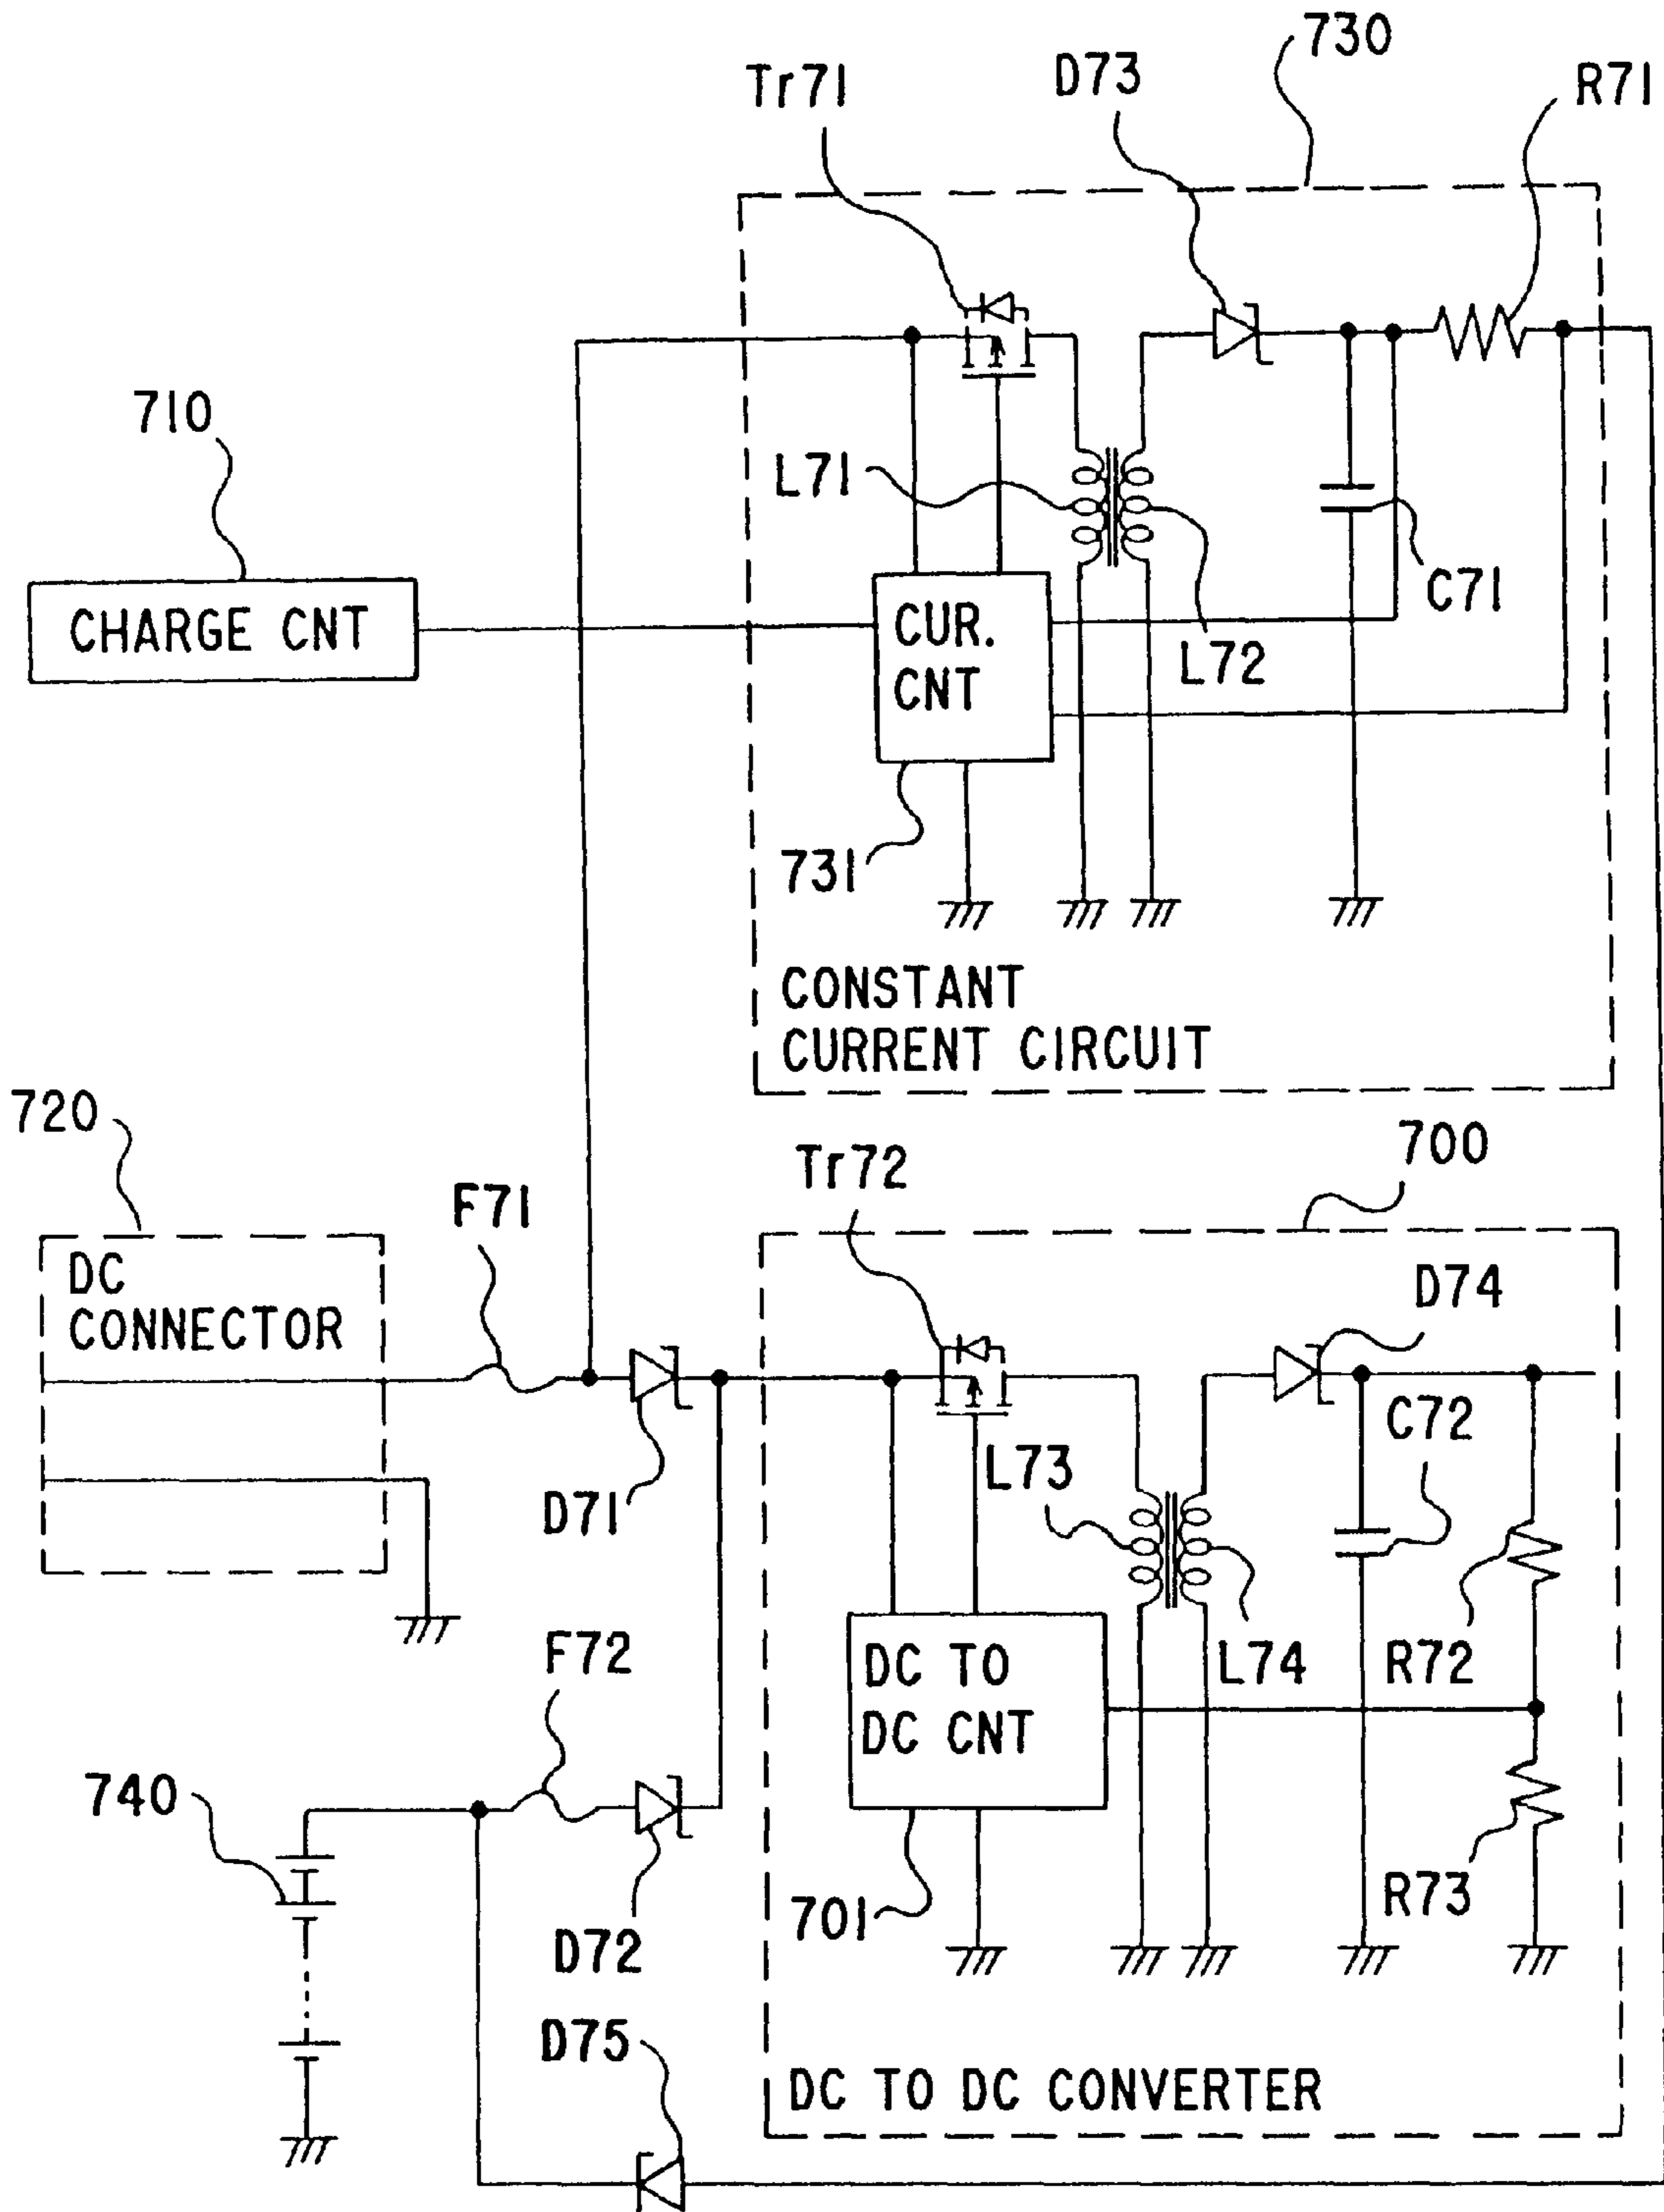 730
Tr71
D73
R71
710
L71
CHARGE CNT
CUR.
CNT
C71
L72
731
CONSTANT
CURRENT CIRCUIT
720
Tr72
700
F71
DC
CONNECTOR
D74
C72
L73
D71
F72
DC TO
DC CNT
L74
R72
740
701
R73
D72
D75
DC TO DC CONVERTER